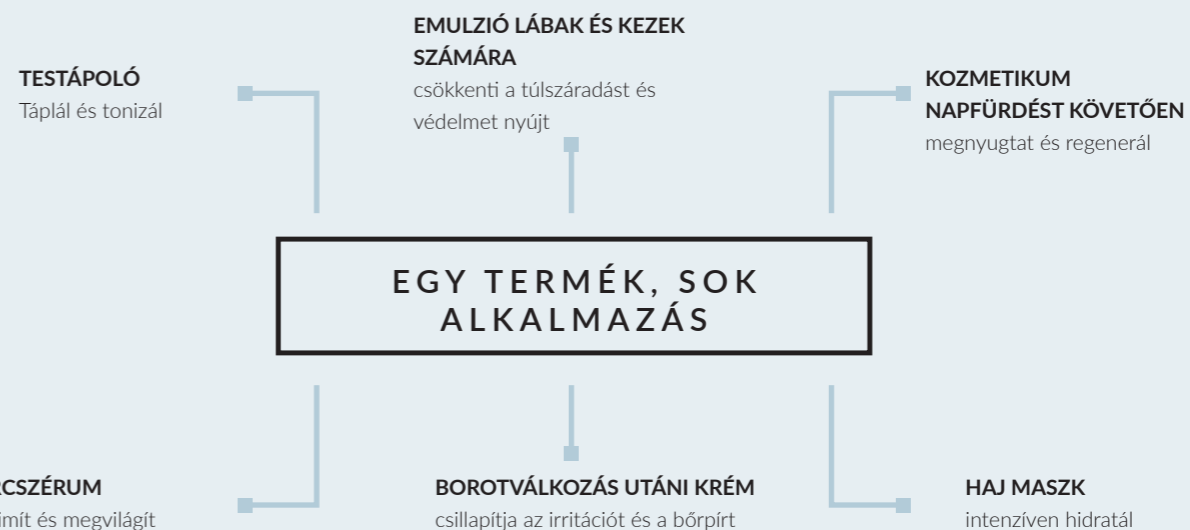 EMULZIÓ LÁBAK ÉS KEZEK
SZÁMÁRA
csökkenti a túlszáradást és
védelmet nyújt
TESTÁPOLÓ
Táplál és tonizál
KOZMETIKUM
NAPFÜRDÉST KÖVETŐEN
megnyugtat és regenerál
EGY TERMÉK, SOK
ALKALMAZÁS
és megvilágít
BOROTVÁLKOZÁS UTÁNI KRÉM
csillapítja az irritációt és a bőrpírt
HAJ MASZK
intenzíven hidratál